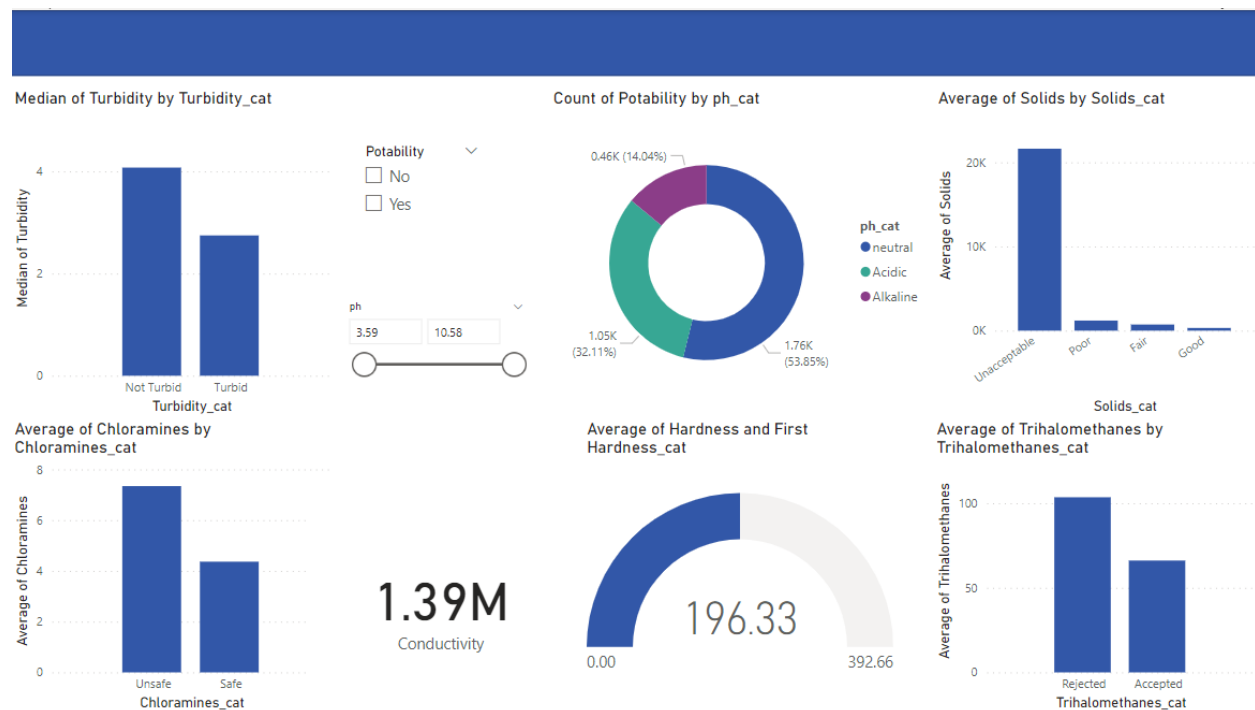 Median of Turbidity by Turbidity_cat
Median of Turbidity
4
2
0
Not Turbid
Turbid
Turbidity_cat
Potability
No
Yes
ph
3.59
10.58
Count of Potability by ph_cat
0.46K (14.04%)
1.05K
(32.11%)
1.76K
(53.85%)
ph_cat
neutral
Acidic
Alkaline
Average of Solids by Solids_cat
Average of Solids
20K
10K
0K
Unacceptable
Poor
Fair
Good
Solids_cat
Average of Chloramines by
Chloramines_cat
Average of Chloramines
8
6
4
2
0
Unsafe
Safe
Chloramines_cat
1.39M
Conductivity
Average of Hardness and First
Hardness_cat
196.33
0.00
392.66
Average of Trihalomethanes by
Trihalomethanes_cat
Average of Trihalomethanes
100
50
0
Rejected
Accepted
Trihalomethanes_cat